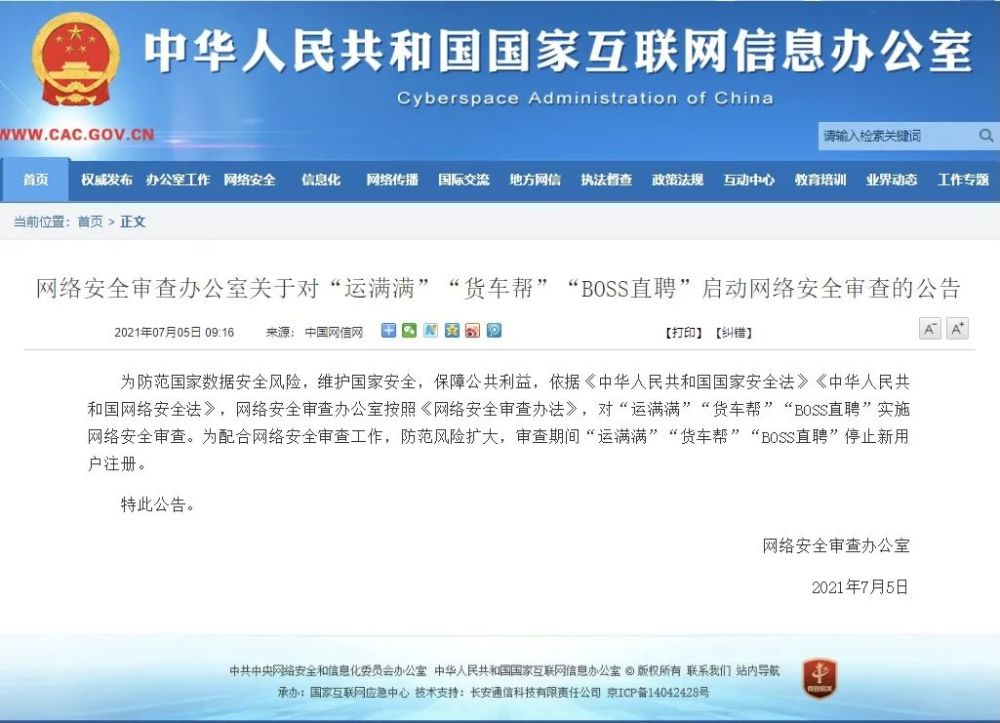 中华人民共和国国家互联网信息办公室
Cyberspace Administration of China
WWW.CAC.GOV.CN
请输入检索关键词
首页 权威发布 办公室工作 网络安全 信息化 网络传播 国际交流 地方网信 执法督查 政策法规 互动中心 教育培训 业界动态 工作专题
当前位置: 首页 > 正文
网络安全审查办公室关于对“运满满”“货车帮”“BOSS直聘”启动网络安全审查的公告
2021年07月05日 09:16 来源: 中国网信网 【打印】【纠错】 A- A+
为防范国家数据安全风险，维护国家安全，保障公共利益，依据《中华人民共和国国家安全法》《中华人民共
和国网络安全法》，网络安全审查办公室按照《网络安全审查办法》，对“运满满”“货车帮”“BOSS直聘”实施
网络安全审查。为配合网络安全审查工作，防范风险扩大，审查期间“运满满”“货车帮”“BOSS直聘”停止新用
户注册。
特此公告。
网络安全审查办公室
2021年7月5日
中共中央网络安全和信息化委员会办公室 中华人民共和国国家互联网信息办公室 © 版权所有 联系我们 站内导航
承办：国家互联网应急中心 技术支持：长安通信科技有限责任公司 京ICP备14042428号
党政机关